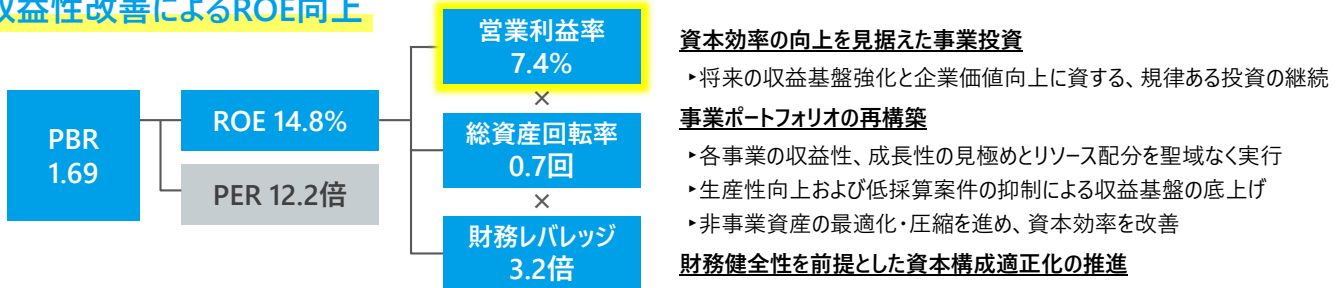 収益性改善によるROE向上
PBR
1.69
ROE 14.8%
PER 12.2倍
営業利益率
7.4%
×
総資産回転率
0.7回
×
財務レバレッジ
3.2倍
資本効率の向上を見据えた事業投資
‣将来の収益基盤強化と企業価値向上に資する、規律ある投資の継続
事業ポートフォリオの再構築
‣各事業の収益性、成長性の見極めとリソース配分を聖域なく実行
‣生産性向上および低採算案件の抑制による収益基盤の底上げ
‣非事業資産の最適化・圧縮を進め、資本効率を改善
財務健全性を前提とした資本構成適正化の推進